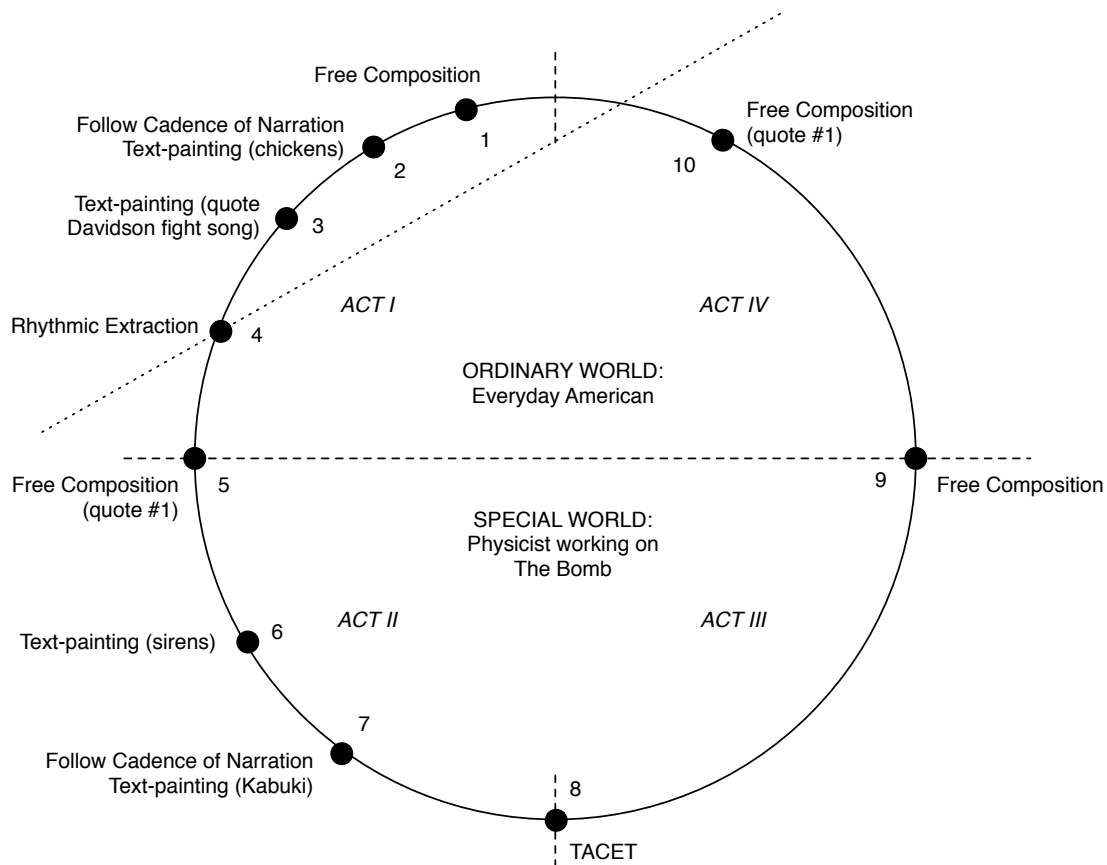 Free Composition
1
Free Composition
(quote #1)
10
Follow Cadence of Narration
Text-painting (chickens)
2
Text-painting (quote
Davidson fight song)
3
ACT I
ACT IV
Rhythmic Extraction
4
ORDINARY WORLD:
Everyday American
Free Composition
(quote #1)
5
9
Free Composition
SPECIAL WORLD:
Physicist working on
The Bomb
ACT II
ACT III
Text-painting (sirens)
6
7
Follow Cadence of Narration
Text-painting (Kabuki)
8
TACET